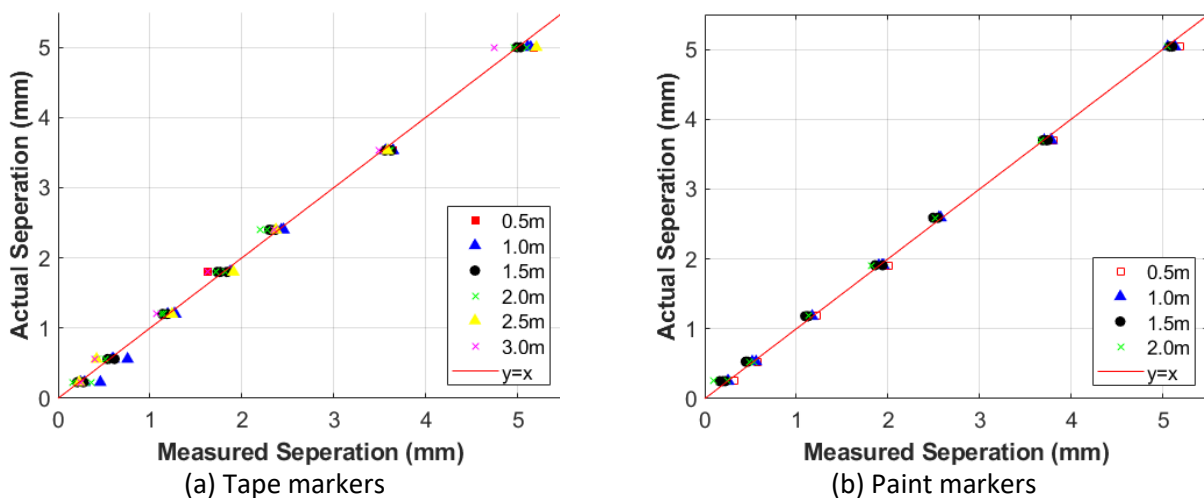 Actual Seperation (mm)
5
4
3
2
1
0
0 1 2 3 4 5
Measured Seperation (mm)
0.5m
1.0m
1.5m
2.0m
2.5m
3.0m
y=x
(a) Tape markers
Actual Seperation (mm)
5
4
3
2
1
0
0 1 2 3 4 5
Measured Seperation (mm)
0.5m
1.0m
1.5m
2.0m
y=x
(b) Paint markers